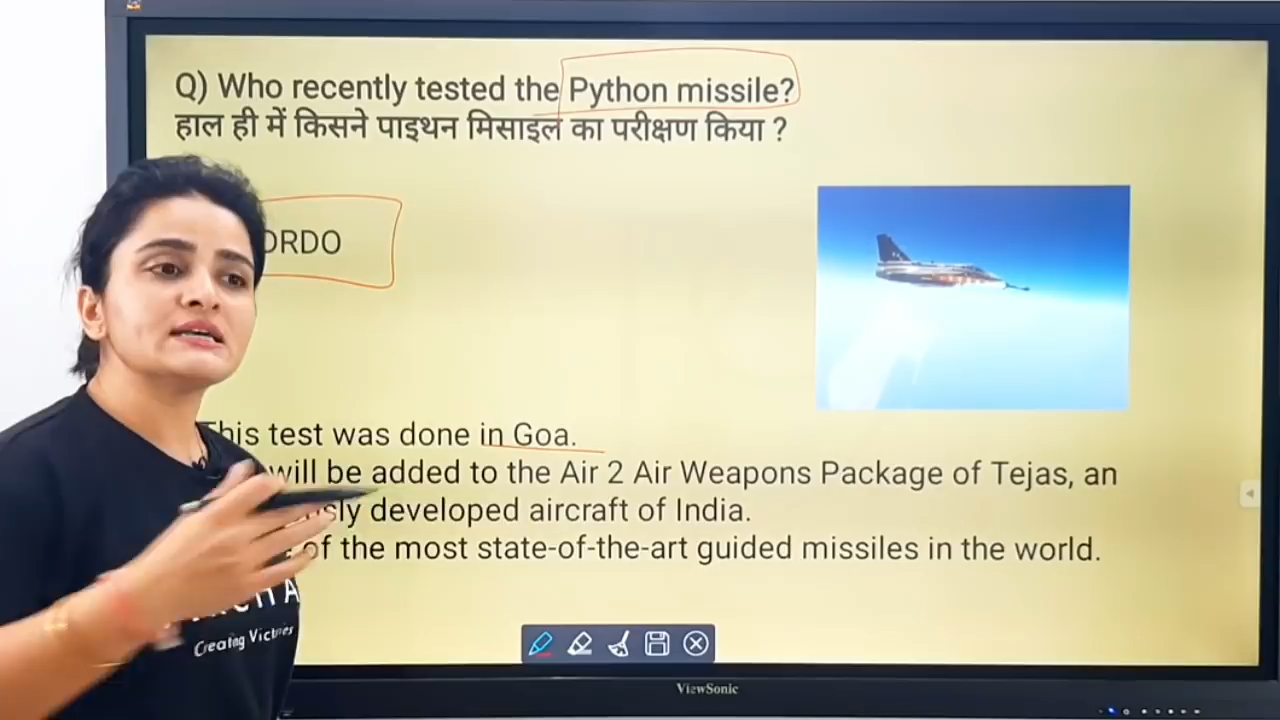 Q) Who recently tested the Python missile?
हाल ही में किसने पाइथन मिसाइल का परीक्षण किया ?
DRDO
This test was done in Goa.
will be added to the Air 2 Air Weapons Package of Tejas, an
developed aircraft of India.
of the most state-of-the-art guided missiles in the world.
Creating Victories
ViewSonic